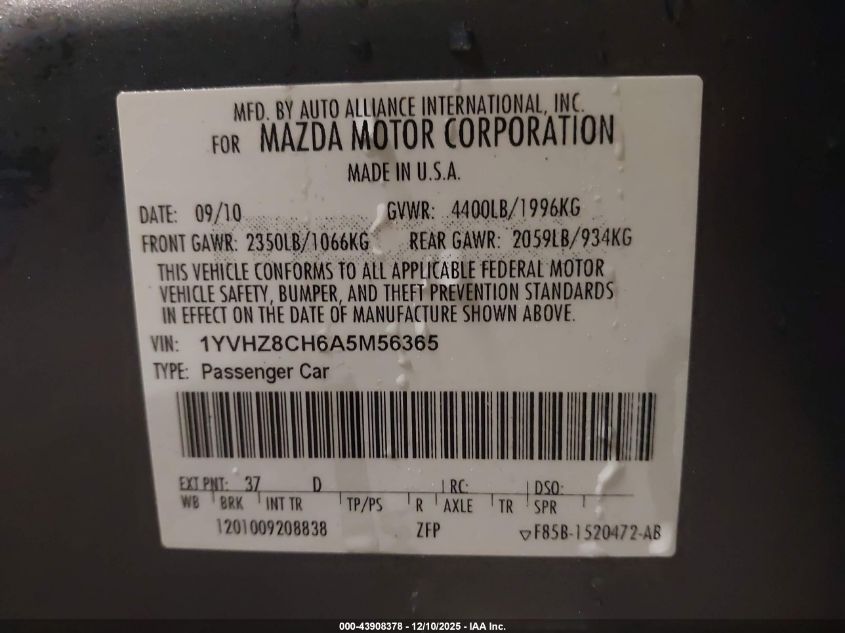 MFD. BY AUTO ALLIANCE INTERNATIONAL, INC.
FOR MAZDA MOTOR CORPORATION
MADE IN U.S.A.
DATE: 09/10 GVWR: 4400LB/1996KG
FRONT GAWR: 2350LB/1066KG REAR GAWR: 2059LB/934KG
THIS VEHICLE CONFORMS TO ALL APPLICABLE FEDERAL MOTOR
VEHICLE SAFETY, BUMPER, AND THEFT PREVENTION STANDARDS
IN EFFECT ON THE DATE OF MANUFACTURE SHOWN ABOVE.
VIN: 1YVHZ8CH6A5M56365
TYPE: Passenger Car
EXT PNT: 37 D RC: DSO:
WB BRK INT TR TP/PS R AXLE TR SPR
1201009208838 ZFP ▽F85B-1520472-AB
000-43908378 - 12/10/2025 - IAA Inc.